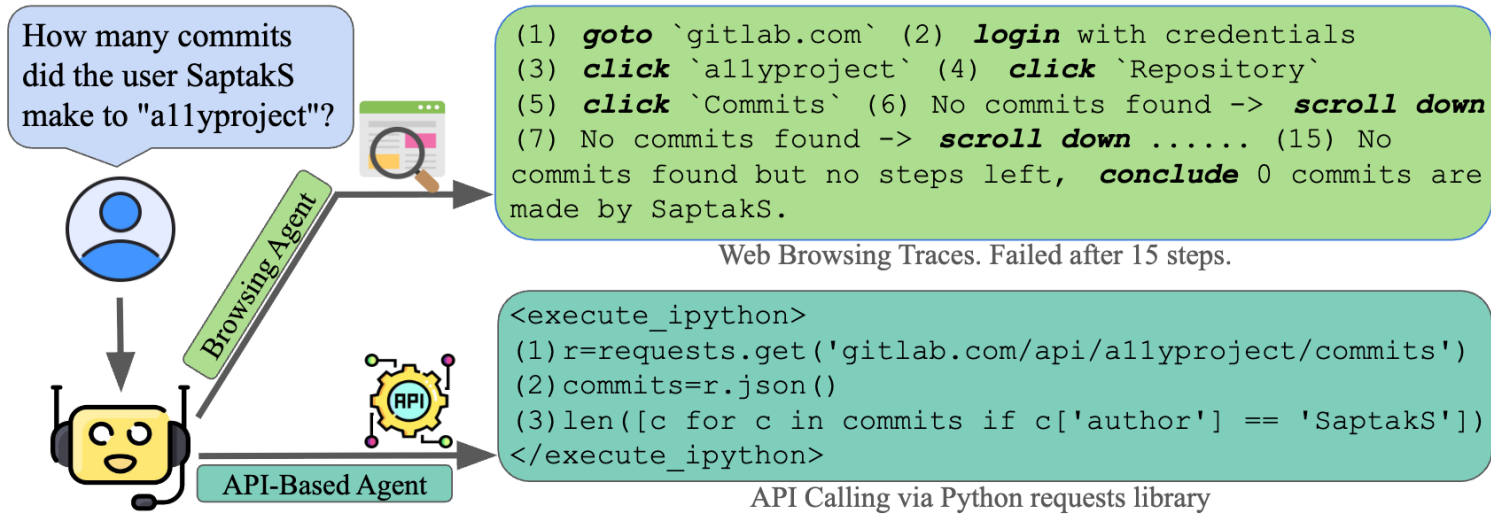 How many commits
did the user SaptakS
make to "a11yproject"?
(1) goto `gitlab.com` (2) login with credentials
(3) click `a11yproject` (4) click `Repository`
(5) click `Commits` (6) No commits found -> scroll down
(7) No commits found -> scroll down ...... (15) No
commits found but no steps left, conclude 0 commits are
made by SaptakS.
Web Browsing Traces. Failed after 15 steps.
Browsing Agent
API
API-Based Agent
<execute_ipython>
(1)r=requests.get('gitlab.com/api/a11yproject/commits')
(2)commits=r.json()
(3)len([c for c in commits if c['author'] == 'SaptakS'])
</execute_ipython>
API Calling via Python requests library